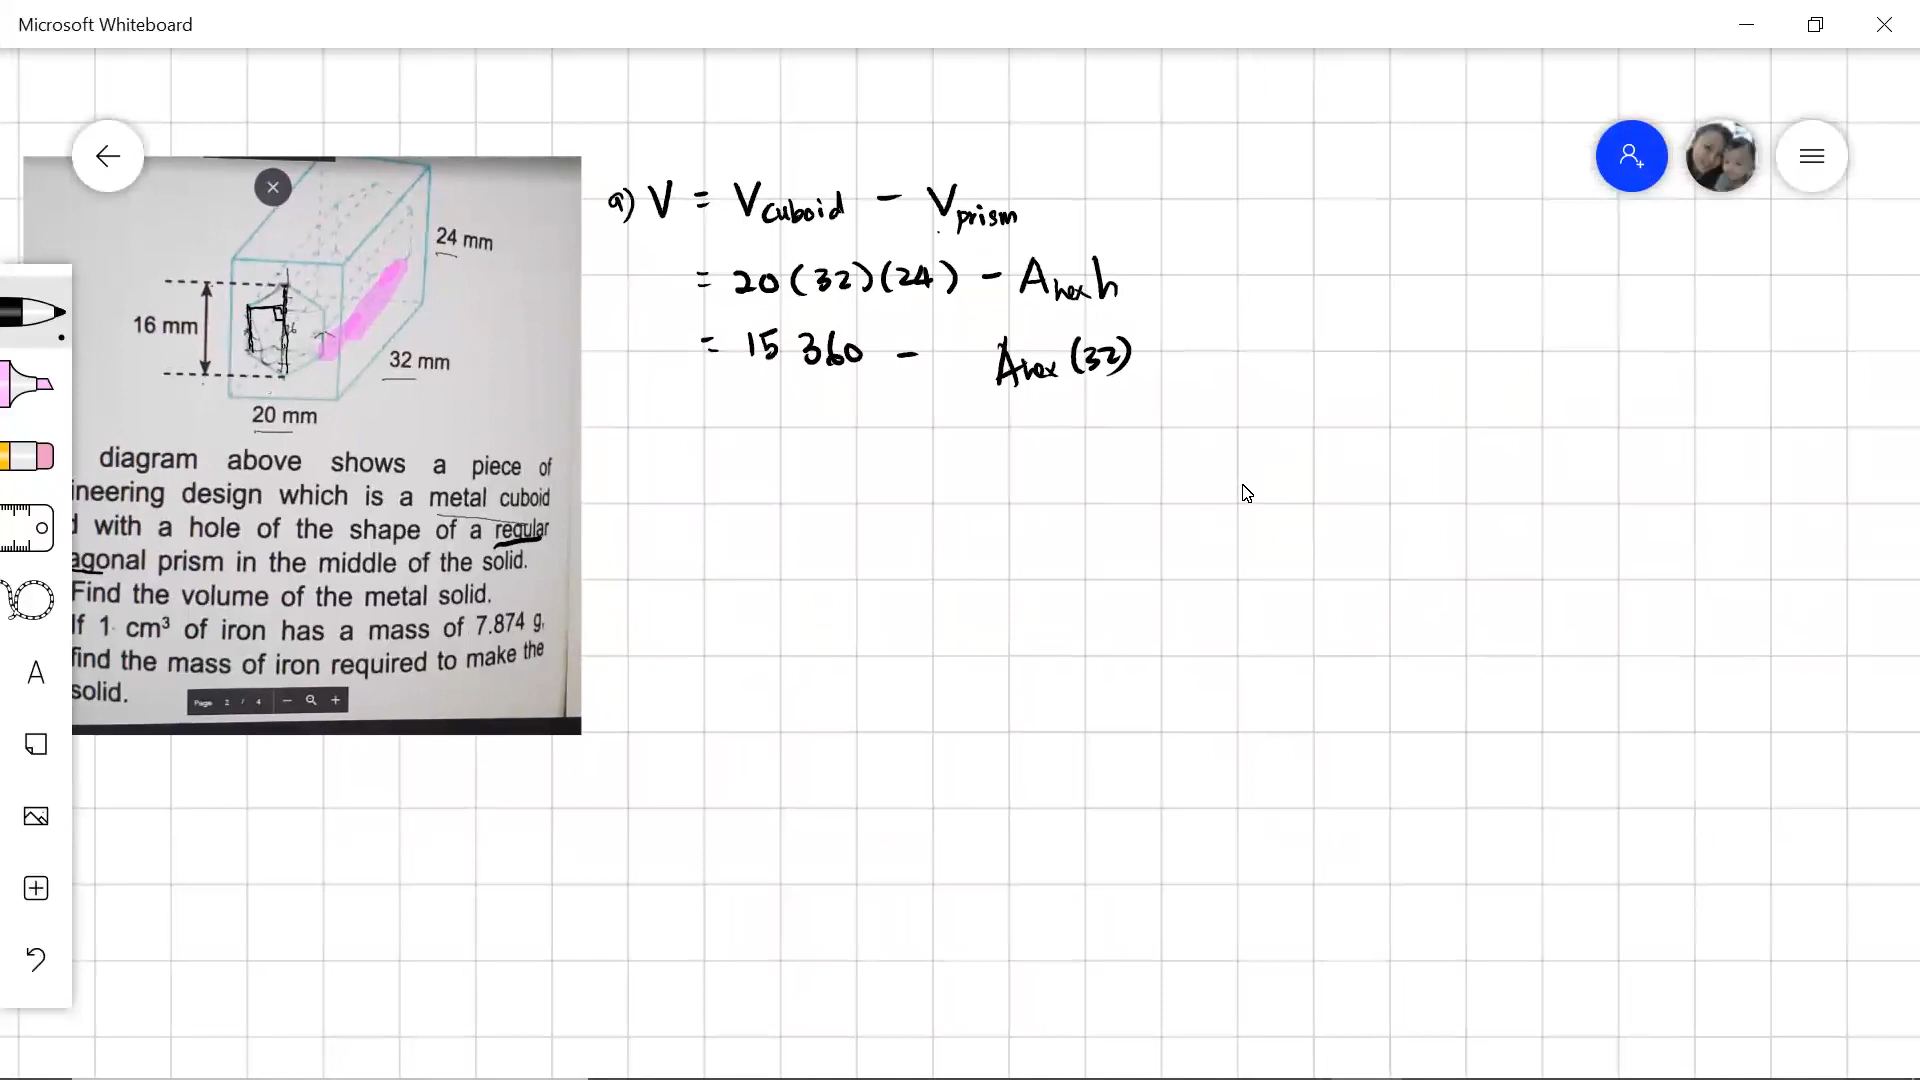 Microsoft Whiteboard
24 mm
16 mm
32 mm
20 mm
diagram above shows a piece of
ineering design which is a metal cuboid
d with a hole of the shape of a regular
agonal prism in the middle of the solid.
Find the volume of the metal solid.
If 1 cm³ of iron has a mass of 7.874 g,
find the mass of iron required to make the
solid.
Page 2 / 4
a) V = Vcuboid - Vprism
= 20(32)(24) - Ahex h
= 15 360 - Ahex (32)
A